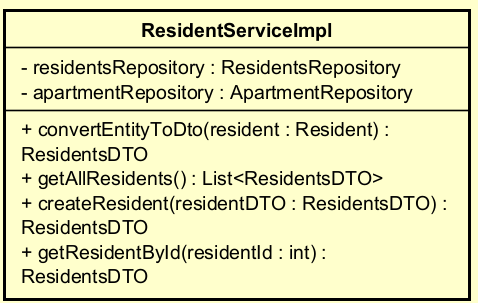 ResidentServiceImpl
- residentsRepository : ResidentsRepository
- apartmentRepository : ApartmentRepository
+ convertEntityToDto(resident : Resident) :
ResidentsDTO
+ getAllResidents() : List<ResidentsDTO>
+ createResident(residentDTO : ResidentsDTO) :
ResidentsDTO
+ getResidentById(residentId : int) :
ResidentsDTO